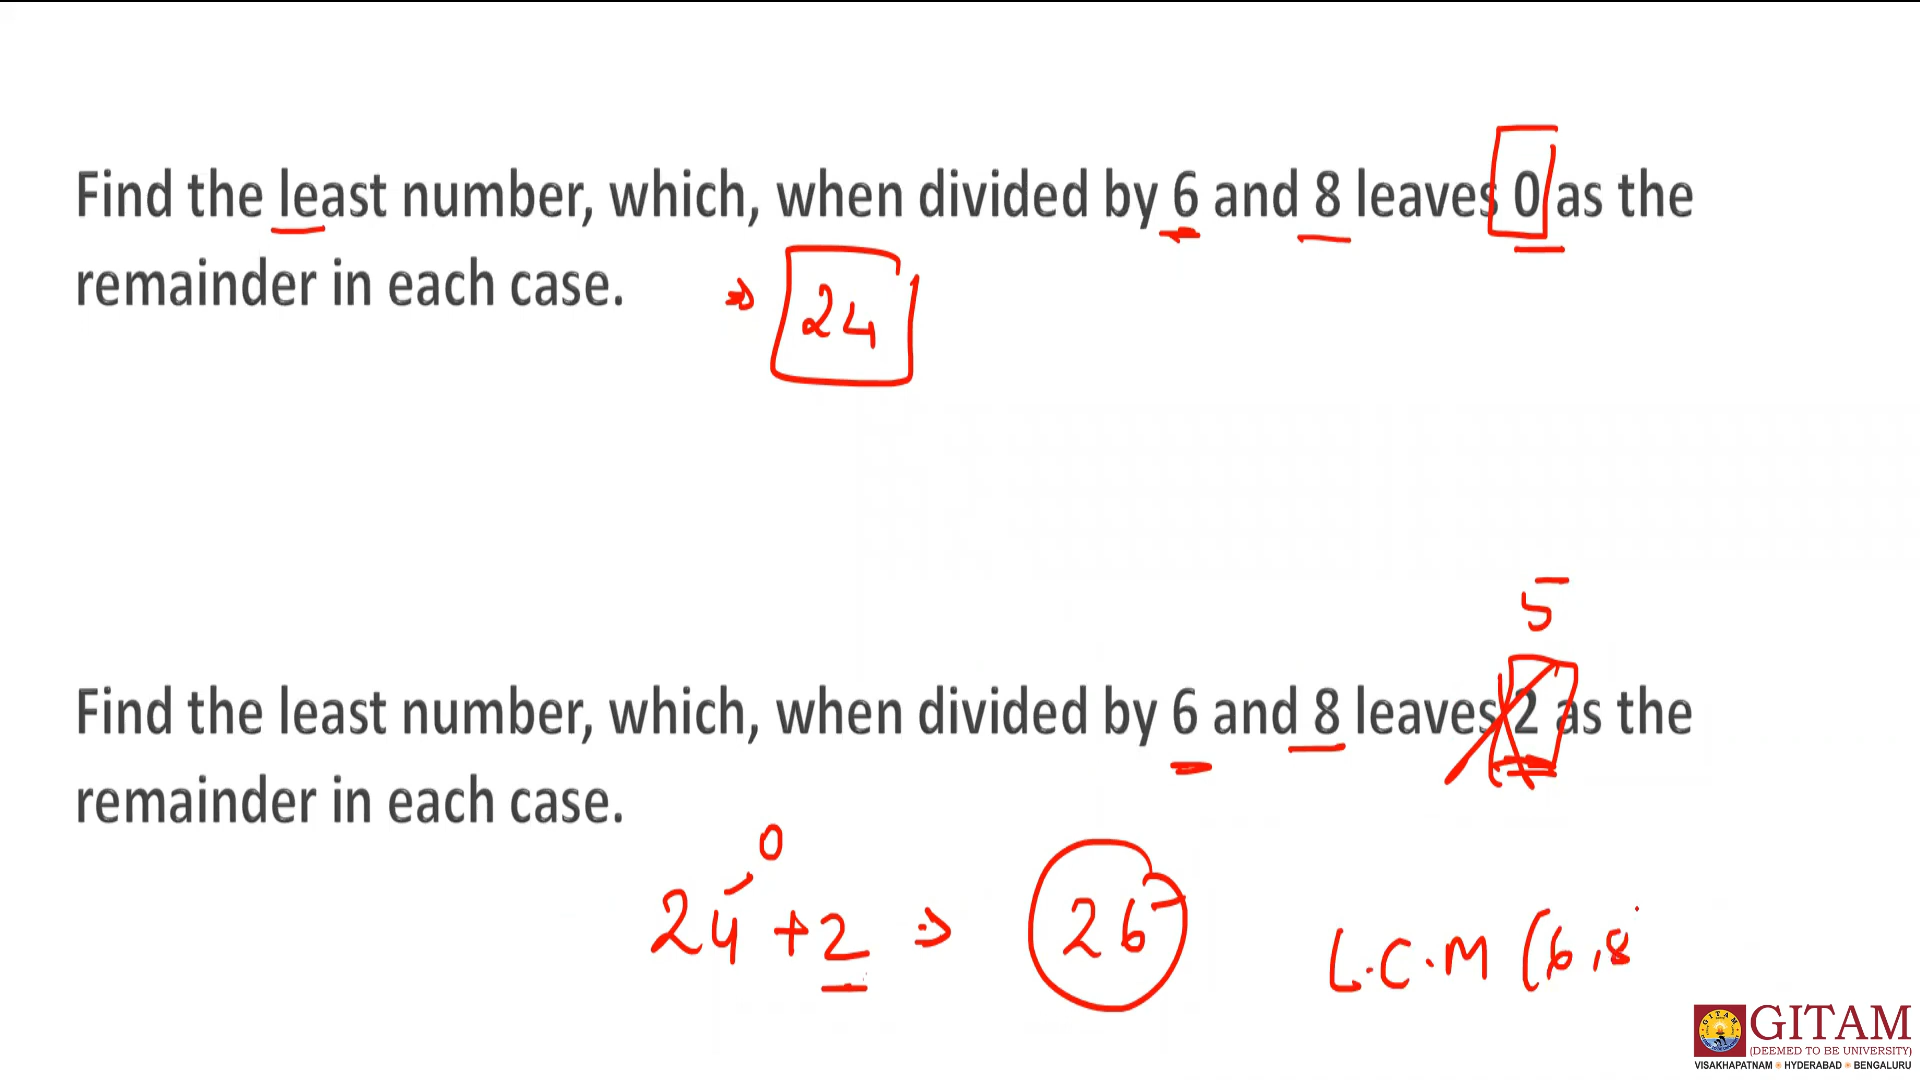 Find the least number, which, when divided by 6 and 8 leaves 0 as the
remainder in each case.
⇒ 24
5
Find the least number, which, when divided by 6 and 8 leaves 2 as the
remainder in each case.
0
24 + 2 ⇒ 26
L.C.M (6,8
GITAM
(DEEMED TO BE UNIVERSITY)
VISAKHAPATNAM * HYDERABAD * BENGALURU